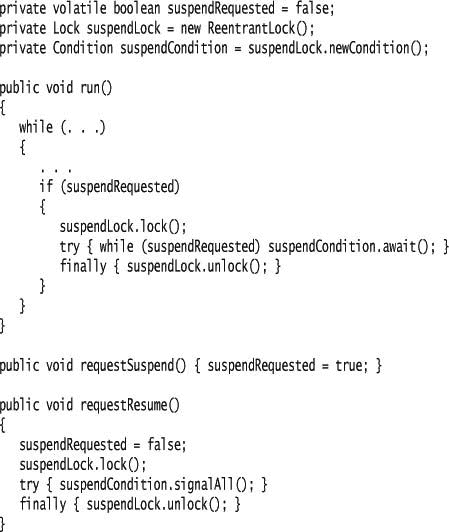 private volatile boolean suspendRequested = false;
private Lock suspendLock = new ReentrantLock();
private Condition suspendCondition = suspendLock.newCondition();
public void run()
{
while (. . .)
{
. . .
if (suspendRequested)
{
suspendLock.lock();
try { while (suspendRequested) suspendCondition.await(); }
finally { suspendLock.unlock(); }
}
}
}
public void requestSuspend() { suspendRequested = true; }
public void requestResume()
{
suspendRequested = false;
suspendLock.lock();
try { suspendCondition.signalAll(); }
finally { suspendLock.unlock(); }
}